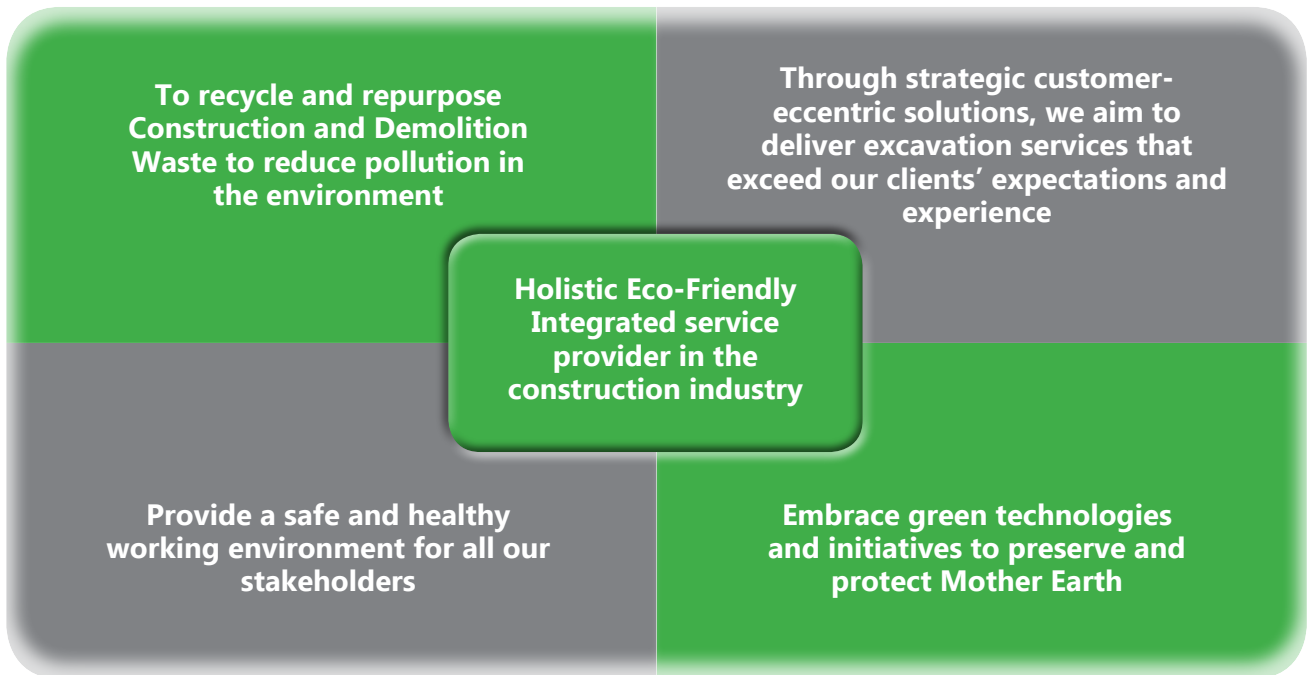 To recycle and repurpose
Construction and Demolition
Waste to reduce pollution in
the environment
Through strategic customer-
eccentric solutions, we aim to
deliver excavation services that
exceed our clients’ expectations and
experience
Holistic Eco-Friendly
Integrated service
provider in the
construction industry
Provide a safe and healthy
working environment for all our
stakeholders
Embrace green technologies
and initiatives to preserve and
protect Mother Earth